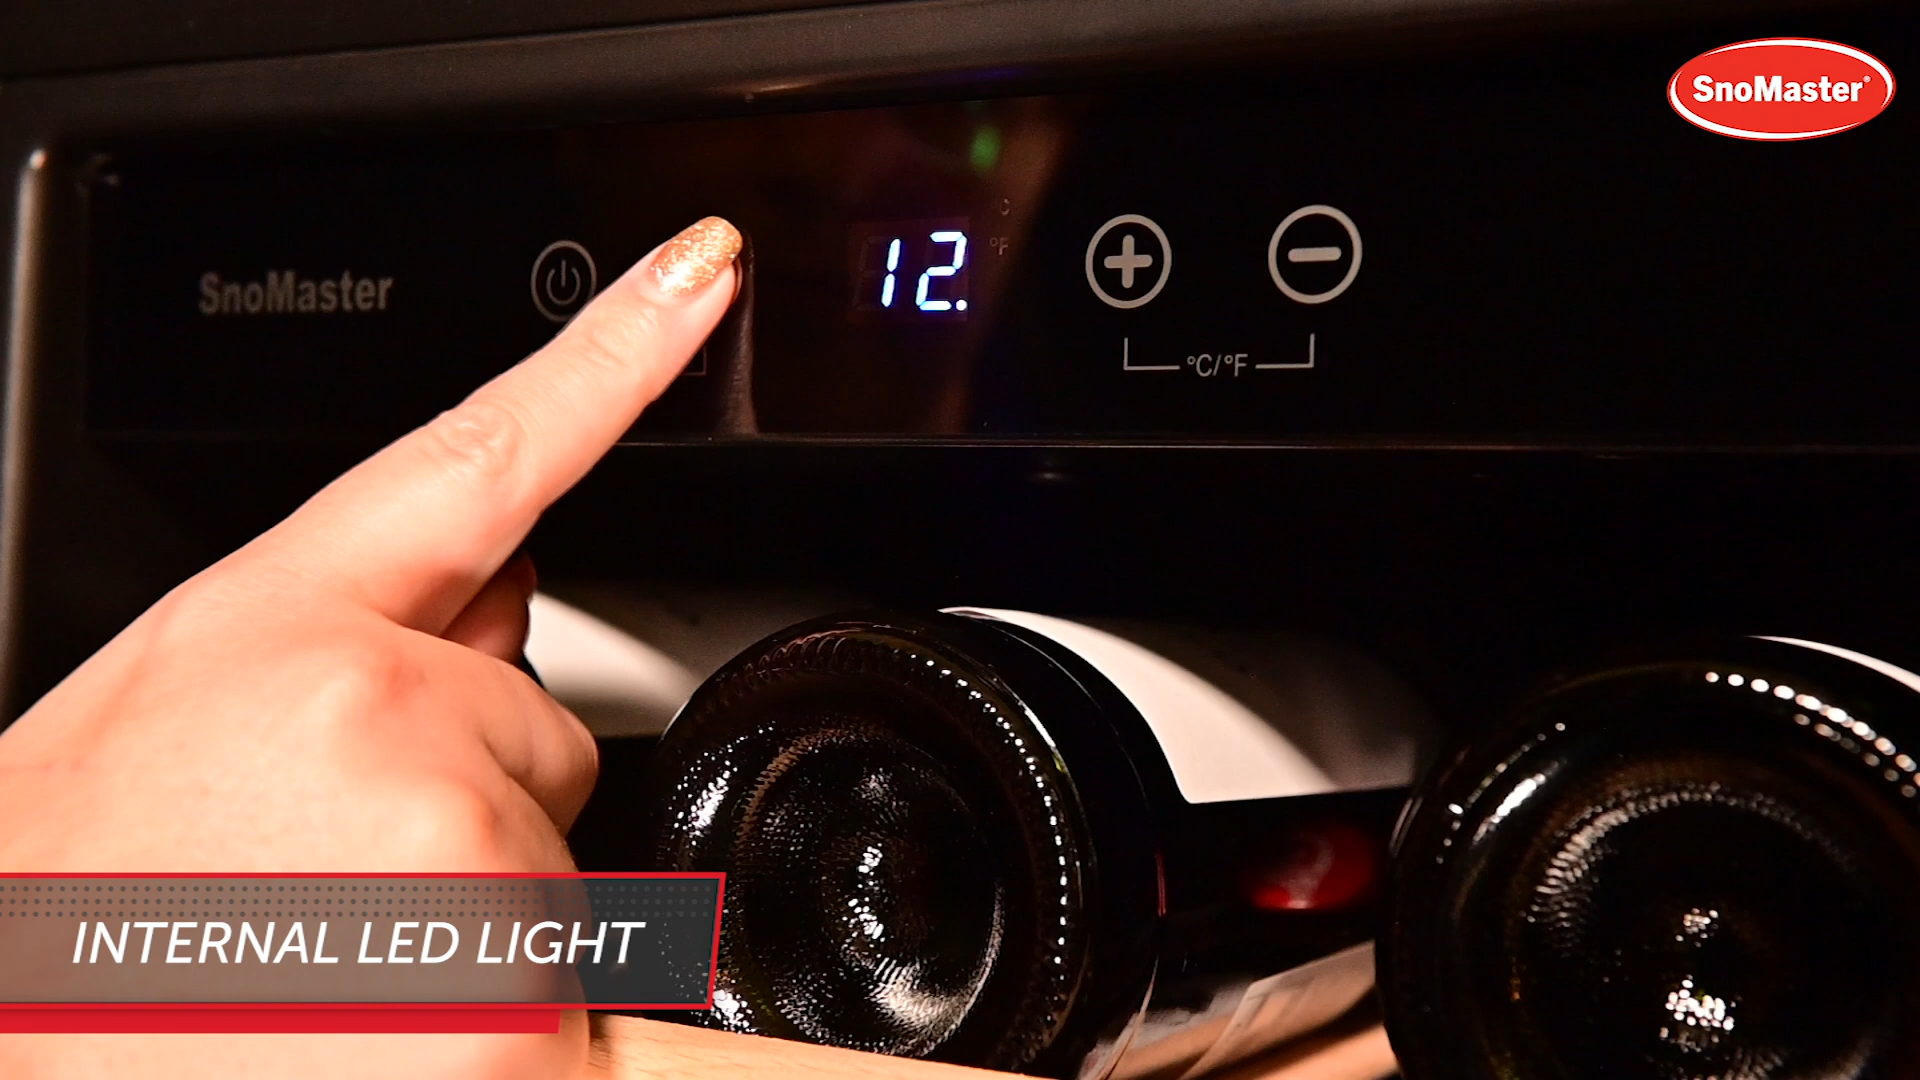 SnoMaster®
°F
SnoMaster
12.
°C/°F
INTERNAL LED LIGHT